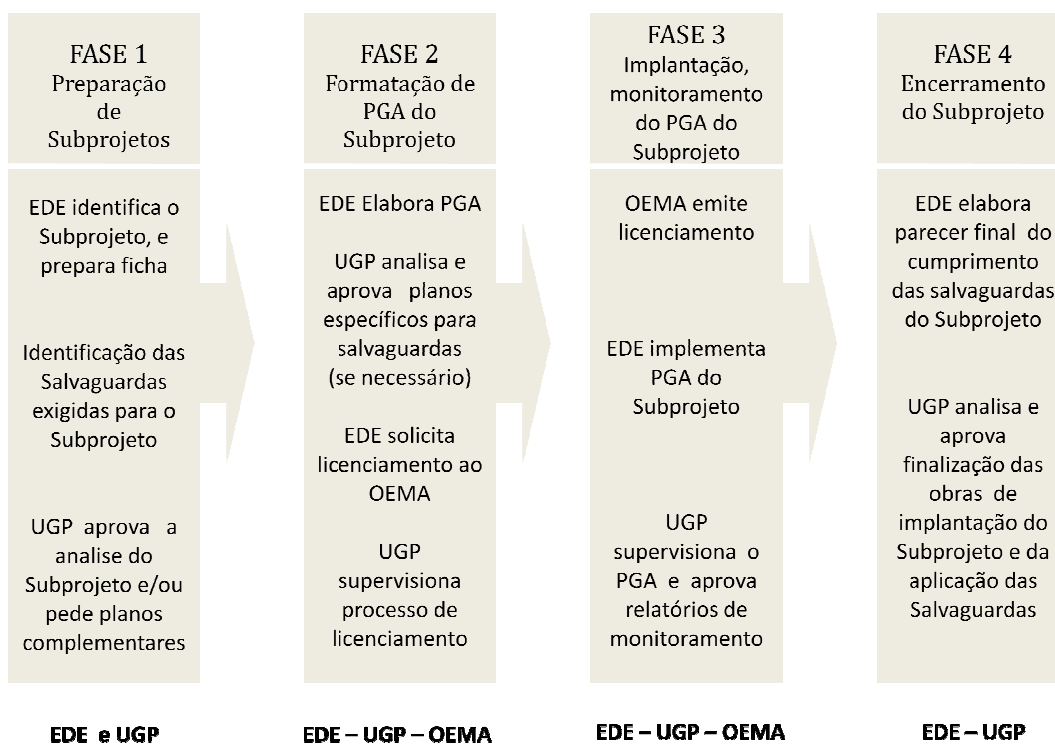 FASE 1
Preparação
de
Subprojetos
EDE identifica o
Subprojeto, e
prepara ficha
Identificação das
Salvaguardas
exigidas para o
Subprojeto
UGP aprova a
analise do
Subprojeto e/ou
pede planos
complementares
EDE e UGP
FASE 2
Formatação de
PGA do
Subprojeto
EDE Elabora PGA
UGP analisa e
aprova planos
específicos para
salvaguardas
(se necessário)
EDE solicita
licenciamento ao
OEMA
UGP
supervisiona
processo de
licenciamento
EDE – UGP – OEMA
FASE 3
Implantação,
monitoramento
do PGA do
Subprojeto
OEMA emite
licenciamento
EDE implementa
PGA do
Subprojeto
UGP
supervisiona o
PGA e aprova
relatórios de
monitoramento
EDE – UGP – OEMA
FASE 4
Encerramento
do Subprojeto
EDE elabora
parecer final do
cumprimento
das salvaguardas
do Subprojeto
UGP analisa e
aprova
finalização das
obras de
implantação do
Subprojeto e da
aplicação das
Salvaguardas
EDE – UGP